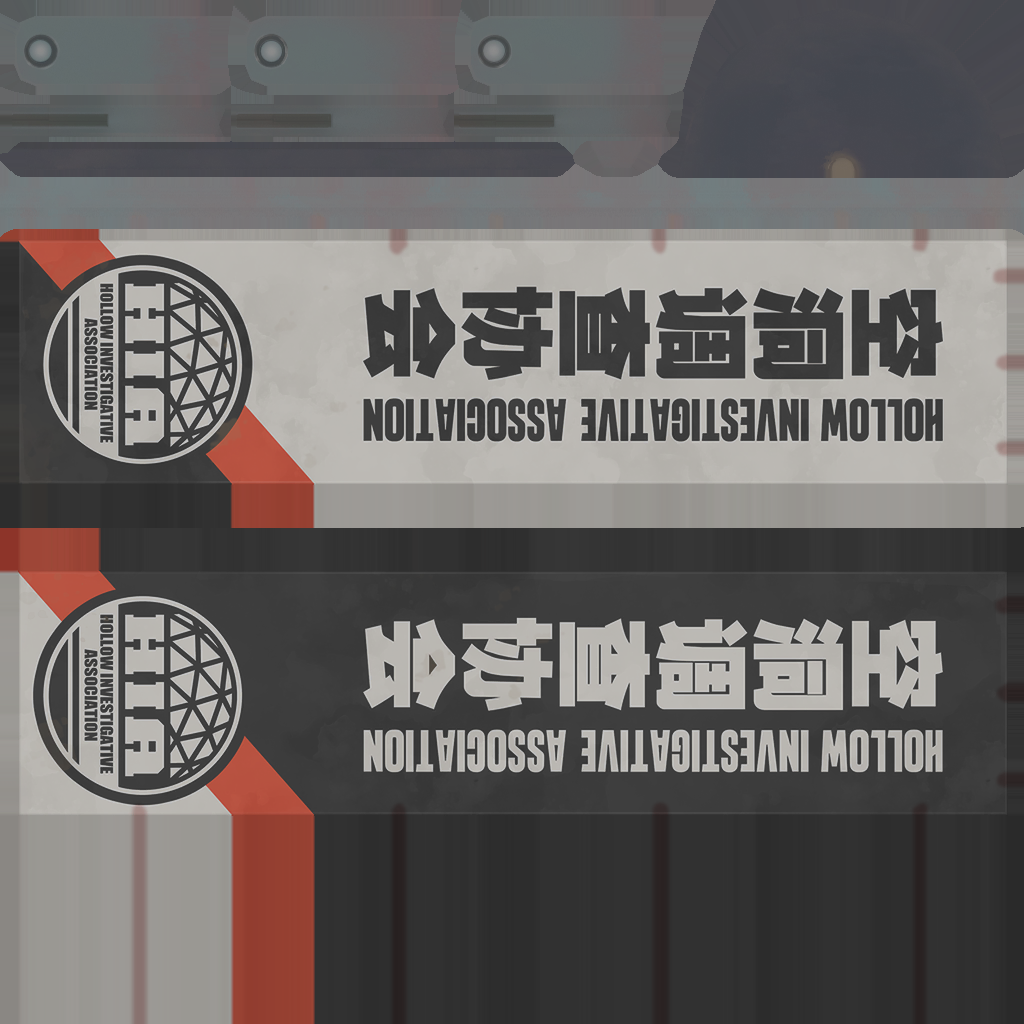 HIA
HOLLOW INVESTIGATIVE
ASSOCIATION
空洞调查协会
HOLLOW INVESTIGATIVE ASSOCIATION
HIA
HOLLOW INVESTIGATIVE
ASSOCIATION
空洞调查协会
HOLLOW INVESTIGATIVE ASSOCIATION